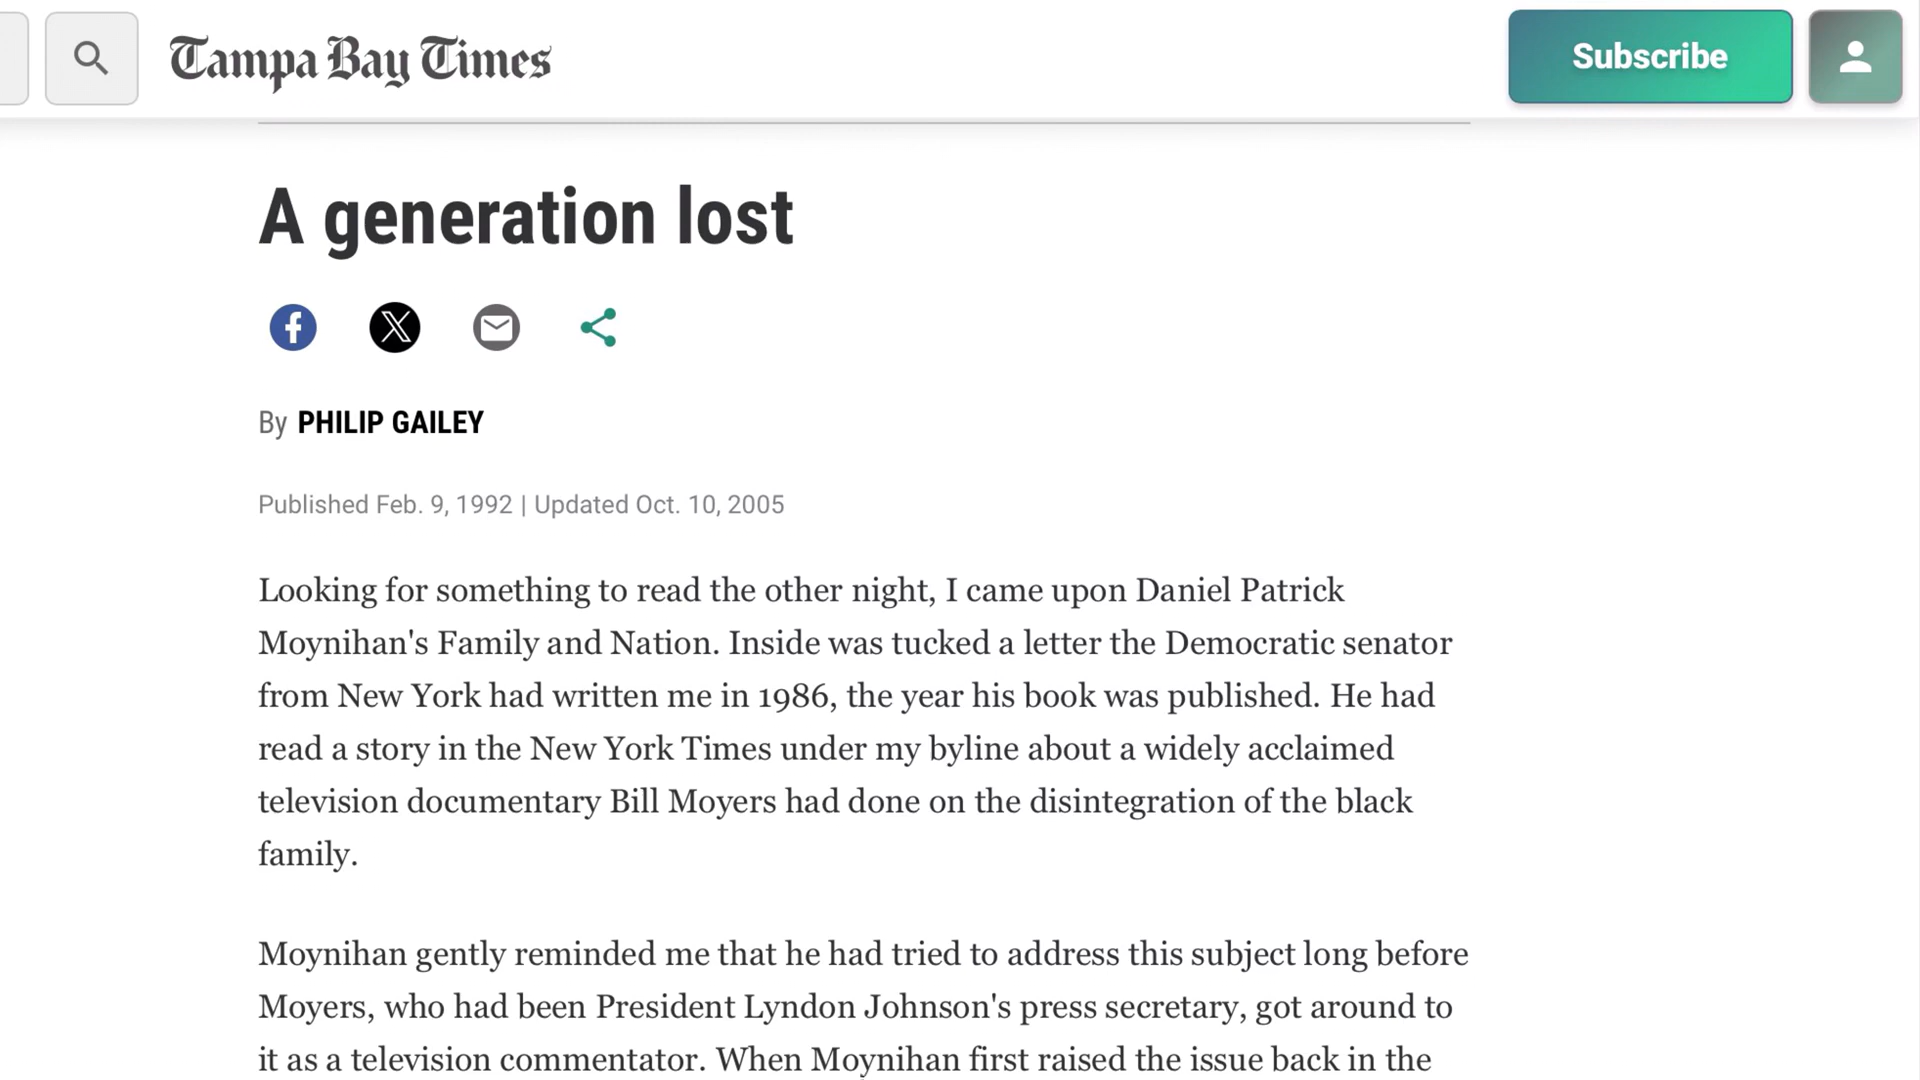 Tampa Bay Times
Subscribe
A generation lost
By PHILIP GAILEY
Published Feb. 9, 1992 | Updated Oct. 10, 2005
Looking for something to read the other night, I came upon Daniel Patrick
Moynihan's Family and Nation. Inside was tucked a letter the Democratic senator
from New York had written me in 1986, the year his book was published. He had
read a story in the New York Times under my byline about a widely acclaimed
television documentary Bill Moyers had done on the disintegration of the black
family.
Moynihan gently reminded me that he had tried to address this subject long before
Moyers, who had been President Lyndon Johnson's press secretary, got around to
it as a television commentator. When Moynihan first raised the issue back in the